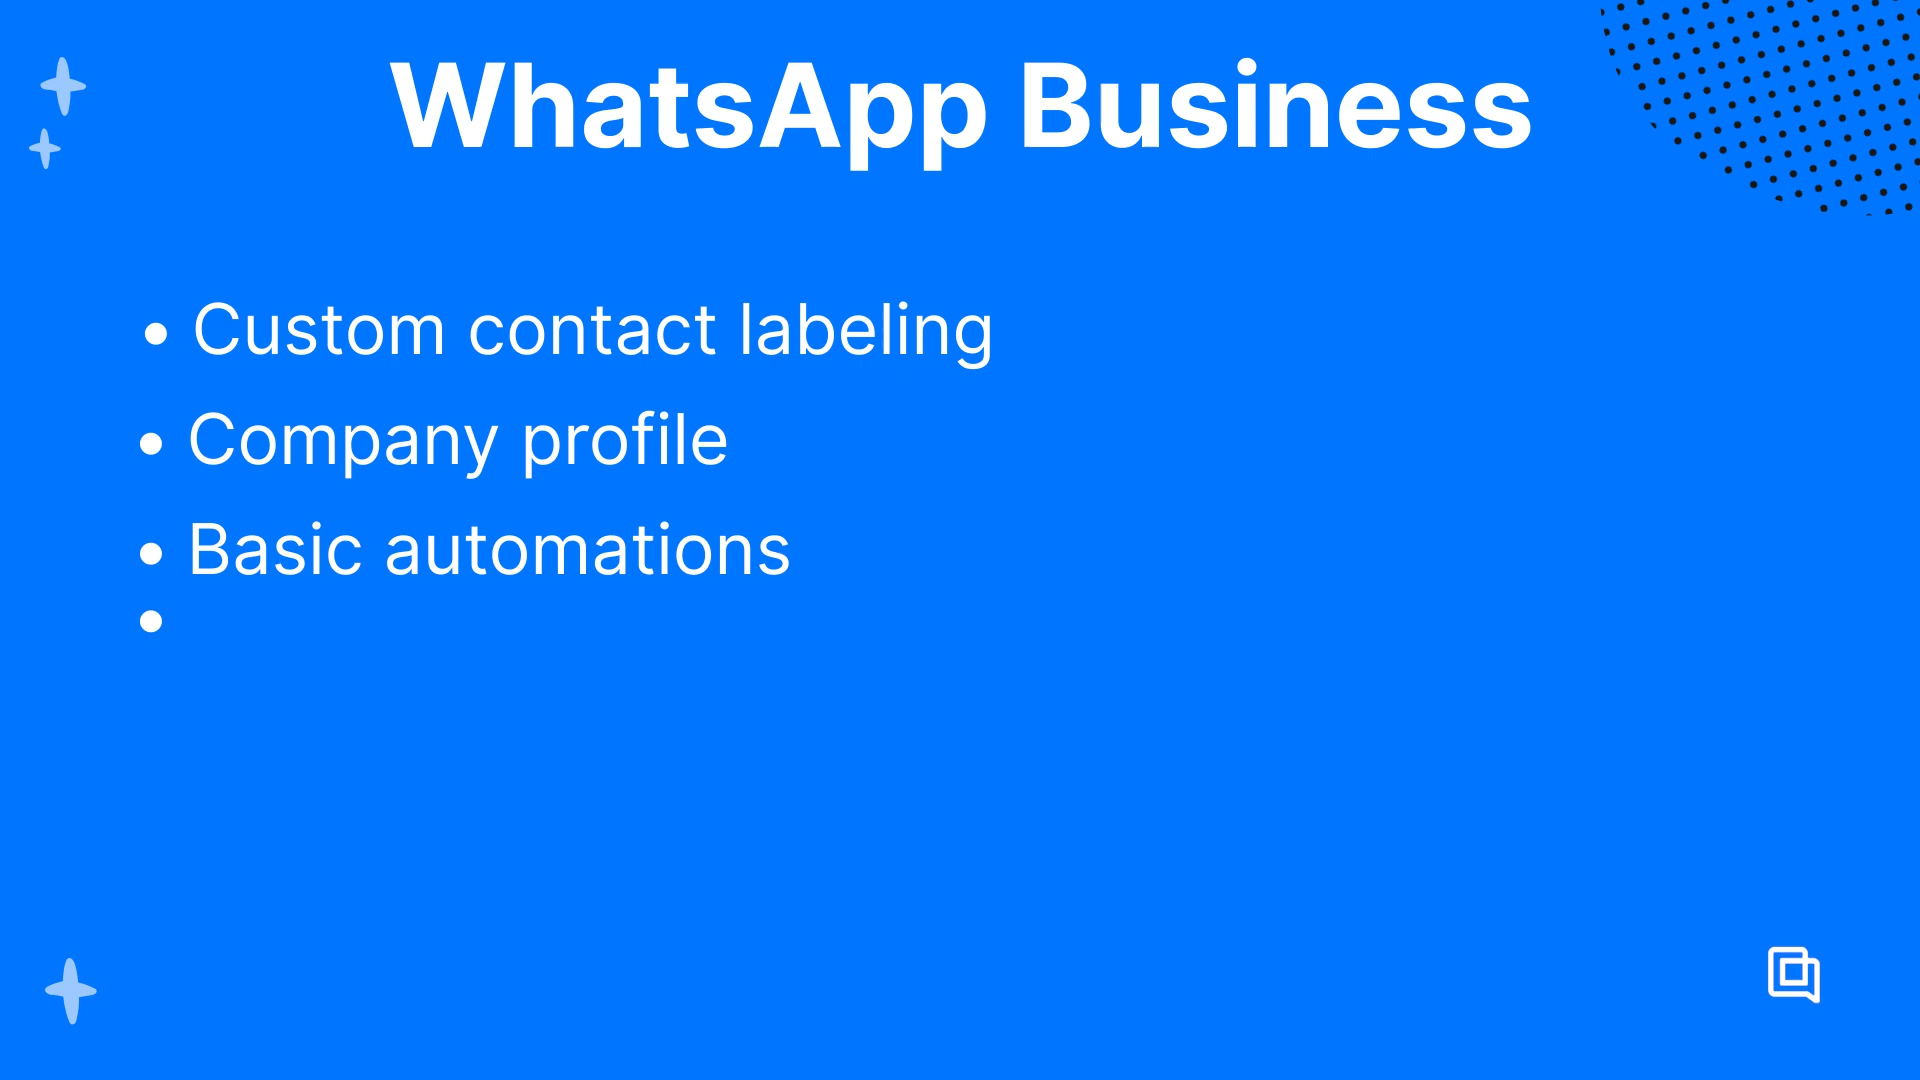 WhatsApp Business
• Custom contact labeling
• Company profile
• Basic automations
•